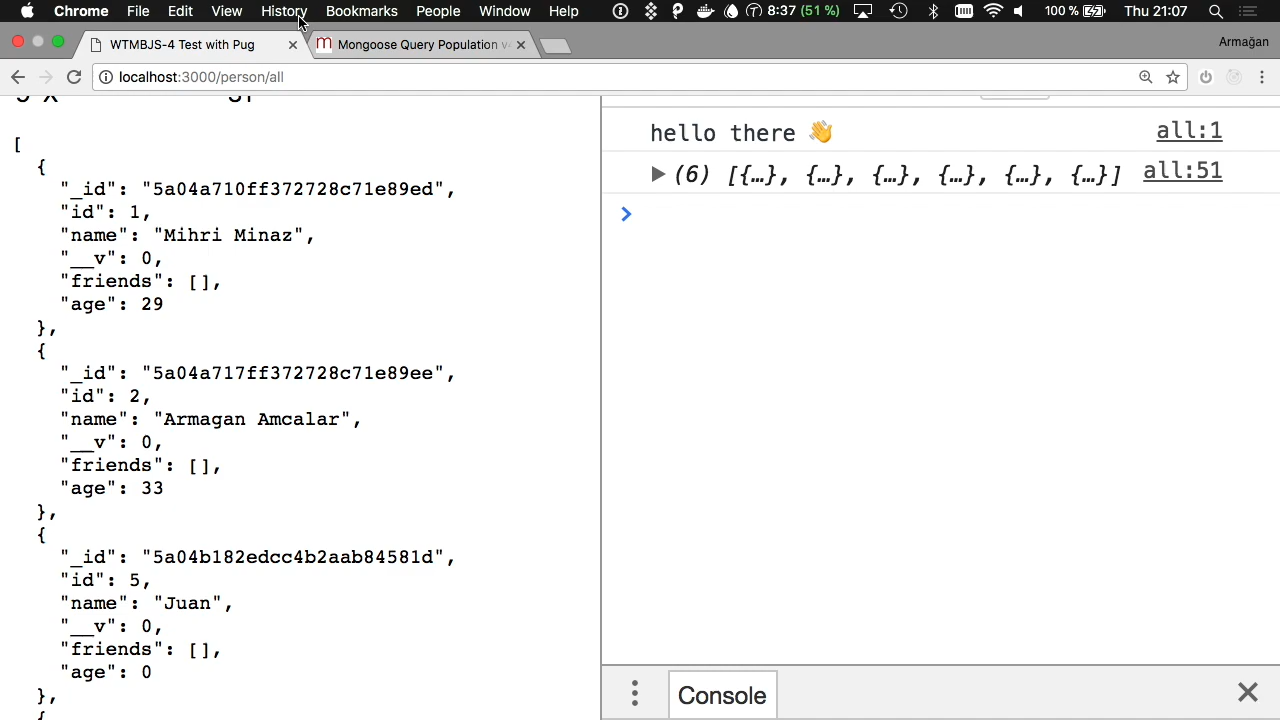 Chrome File Edit View History Bookmarks People Window Help 8:37 (51 %) 100 % Thu 21:07
WTMBJS-4 Test with Pug Mongoose Query Population Armağan
localhost:3000/person/all
[
{
"_id": "5a04a710ff372728c71e89ed",
"id": 1,
"name": "Mihri Minaz",
"__v": 0,
"friends": [],
"age": 29
},
{
"_id": "5a04a717ff372728c71e89ee",
"id": 2,
"name": "Armagan Amcalar",
"__v": 0,
"friends": [],
"age": 33
},
{
"_id": "5a04b182edcc4b2aab84581d",
"id": 5,
"name": "Juan",
"__v": 0,
"friends": [],
"age": 0
},
{
hello there 👋 all:1
▶ (6) [{…}, {…}, {…}, {…}, {…}, {…}] all:51
Console